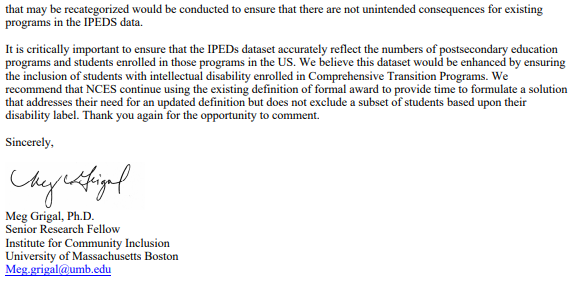 that may be recategorized would be conducted to ensure that there are not unintended consequences for existing
programs in the IPEDS data.
It is critically important to ensure that the IPEDs dataset accurately reflect the numbers of postsecondary education
programs and students enrolled in those programs in the US. We believe this dataset would be enhanced by ensuring
the inclusion of students with intellectual disability enrolled in Comprehensive Transition Programs. We
recommend that NCES continue using the existing definition of formal award to provide time to formulate a solution
that addresses their need for an updated definition but does not exclude a subset of students based upon their
disability label. Thank you again for the opportunity to comment.
Sincerely,
Meg Grigal
Meg Grigal, Ph.D.
Senior Research Fellow
Institute for Community Inclusion
University of Massachusetts Boston
Meg.grigal@umb.edu